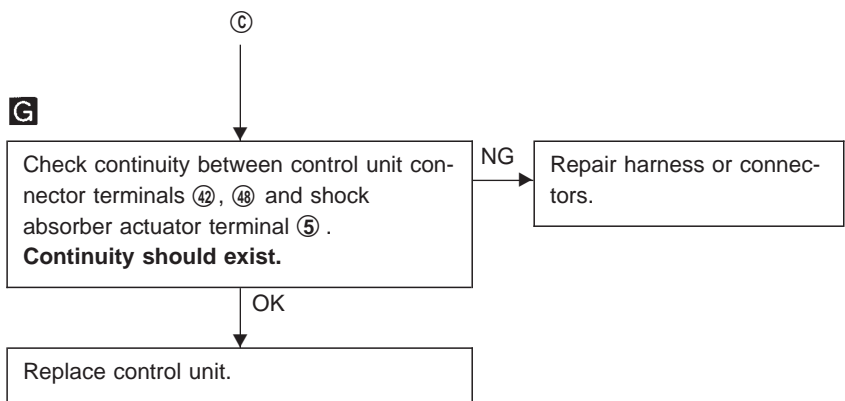 Ⓒ
G
Check continuity between control unit con-
nector terminals ㊷, ㊽ and shock
absorber actuator terminal ⑤ .
Continuity should exist.
NG
Repair harness or connec-
tors.
OK
Replace control unit.